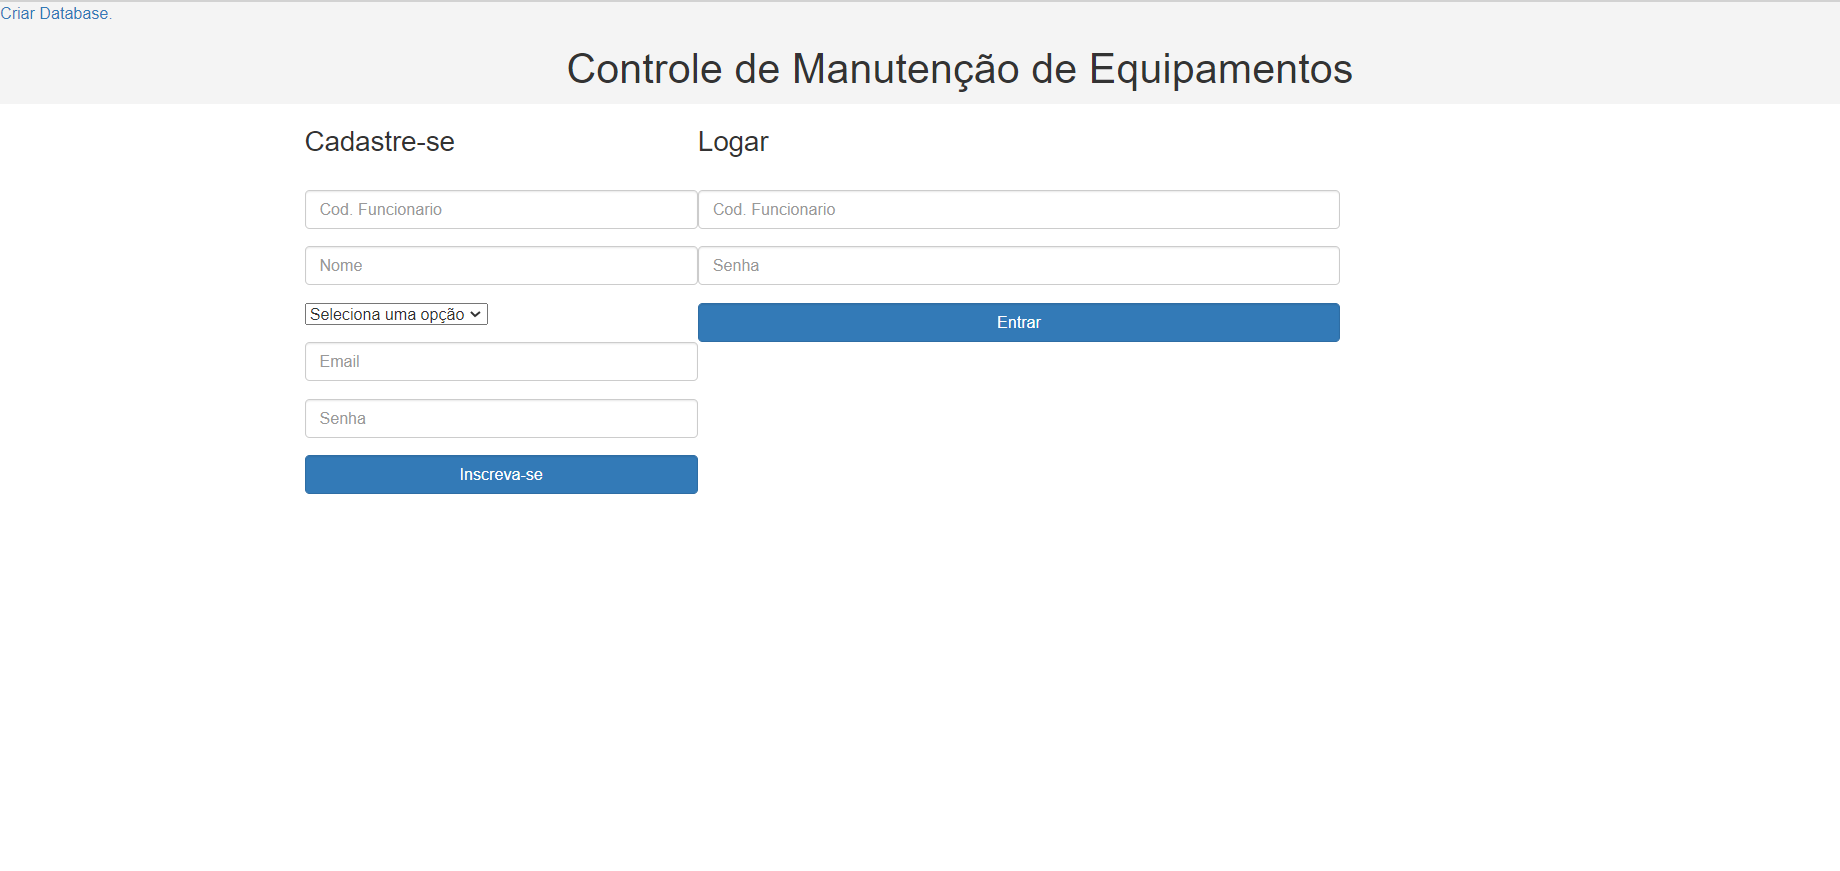 Criar Database.
Controle de Manutenção de Equipamentos
Cadastre-se
Cod. Funcionario
Nome
Seleciona uma opção
Email
Senha
Inscreva-se
Logar
Cod. Funcionario
Senha
Entrar